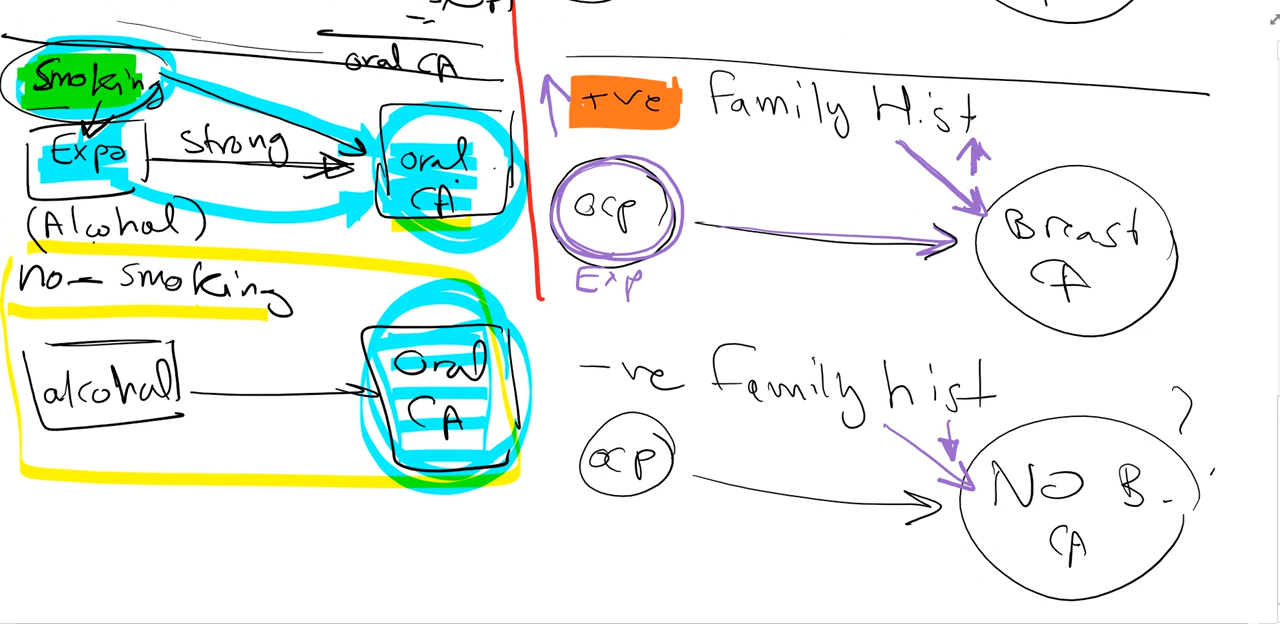 oral CA
Smoking
Expo
strong
oral
CA
(Alcohol)
no - smoking
alcohal
Oral
CA
+ve Family Hist
ocp
Exp
Breast
CA
-ve Family hist
ocp
?
NO B.
CA